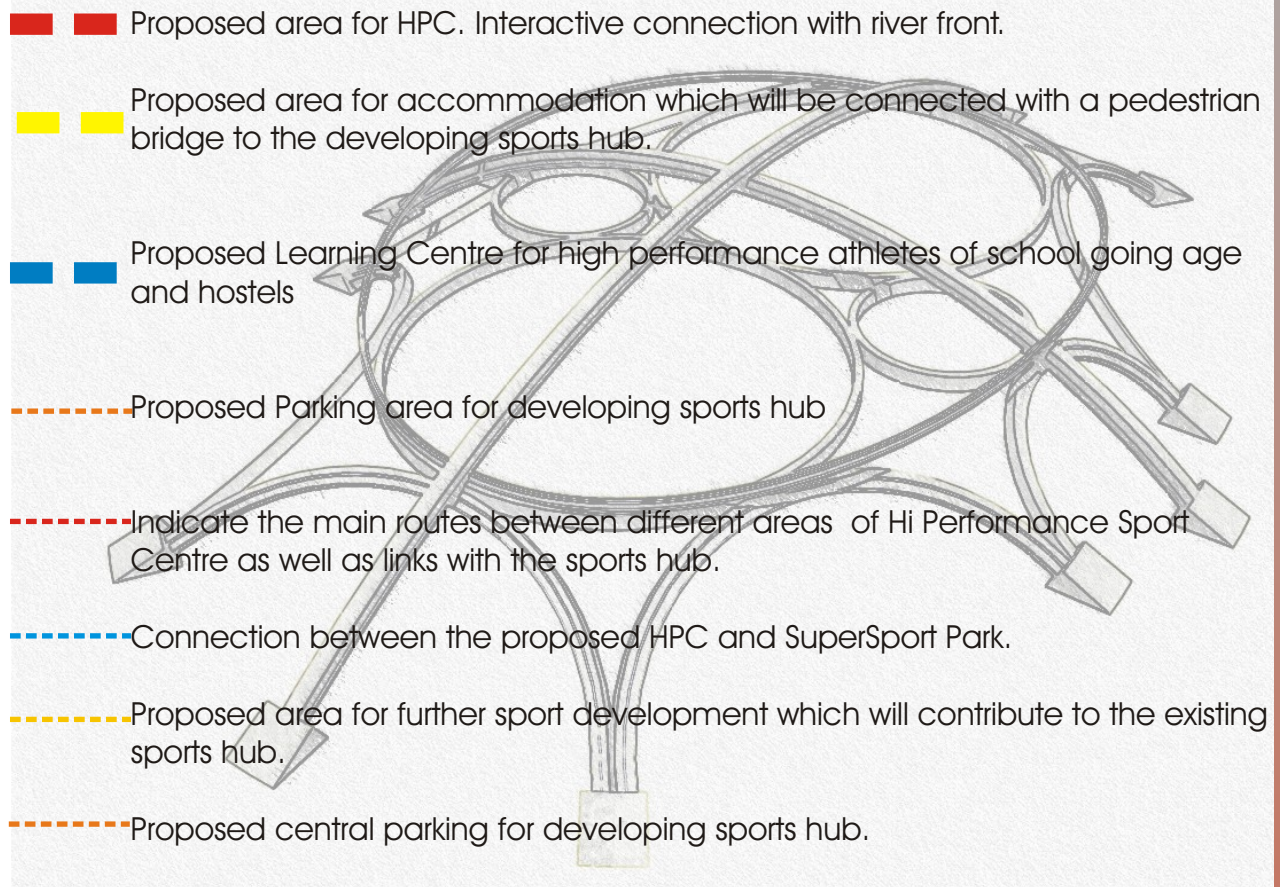 Proposed area for HPC. Interactive connection with river front.
Proposed area for accommodation which will be connected with a pedestrian
bridge to the developing sports hub.
Proposed Learning Centre for high performance athletes of school going age
and hostels
Proposed Parking area for developing sports hub
Indicate the main routes between different areas  of Hi Performance Sport
Centre as well as links with the sports hub.
Connection between the proposed HPC and SuperSport Park.
Proposed area for further sport development which will contribute to the existing
sports hub.
Proposed central parking for developing sports hub.